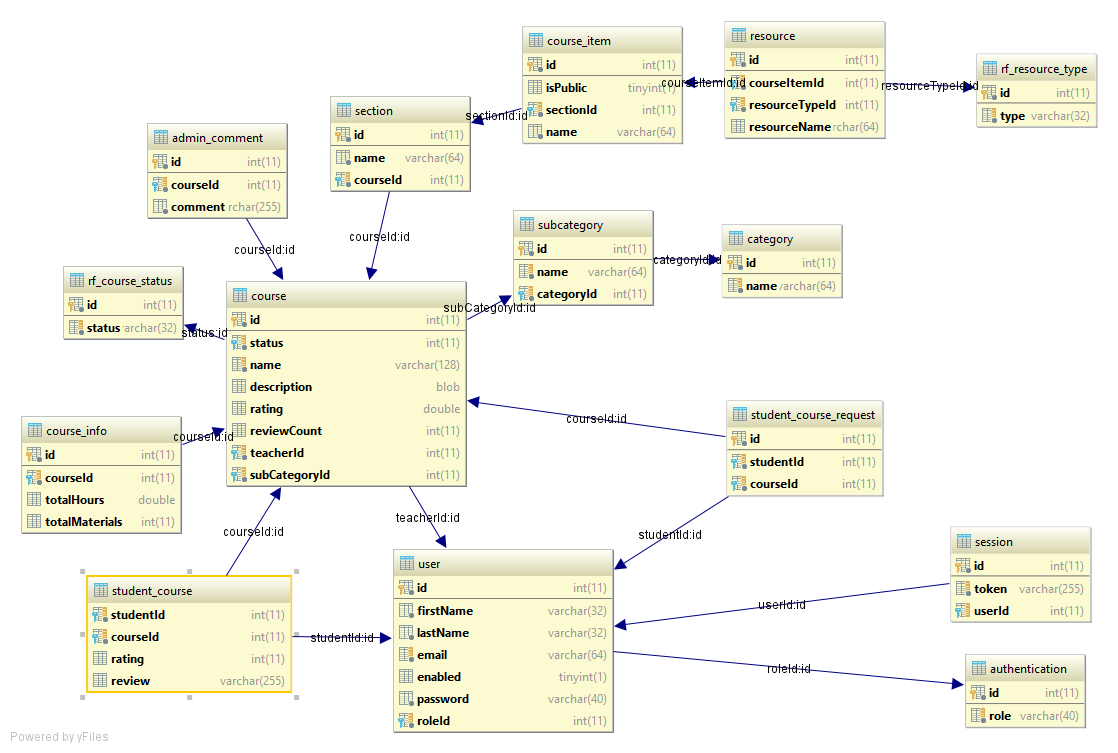 course_item
id int(11)
isPublic tinyint(1)
sectionId int(11)
name varchar(64)
resource
id int(11)
courseItemId int(11)
resourceTypeId int(11)
resourceName rchar(64)
rf_resource_type
id int(11)
type varchar(32)
courseItemId:id
resourceTypeId:id
section
id int(11)
name varchar(64)
courseId int(11)
sectionId:id
admin_comment
id int(11)
courseId int(11)
comment rchar(255)
courseId:id
courseId:id
subcategory
id int(11)
name varchar(64)
categoryId int(11)
categoryId:id
category
id int(11)
name varchar(64)
rf_course_status
id int(11)
status varchar(32)
status:id
course
id int(11)
status int(11)
name varchar(128)
description blob
rating double
reviewCount int(11)
teacherId int(11)
subCategoryId int(11)
subCategoryId:id
course_info
id int(11)
courseId int(11)
totalHours double
totalMaterials int(11)
courseId:id
courseId:id
student_course_request
id int(11)
studentId int(11)
courseId int(11)
courseId:id
teacherId:id
studentId:id
student_course
studentId int(11)
courseId int(11)
rating int(11)
review varchar(255)
studentId:id
user
id int(11)
firstName varchar(32)
lastName varchar(32)
email varchar(64)
enabled tinyint(1)
password varchar(40)
roleId int(11)
session
id int(11)
token varchar(255)
userId int(11)
userId:id
roleId:id
authentication
id int(11)
role varchar(40)
Powered by yFiles